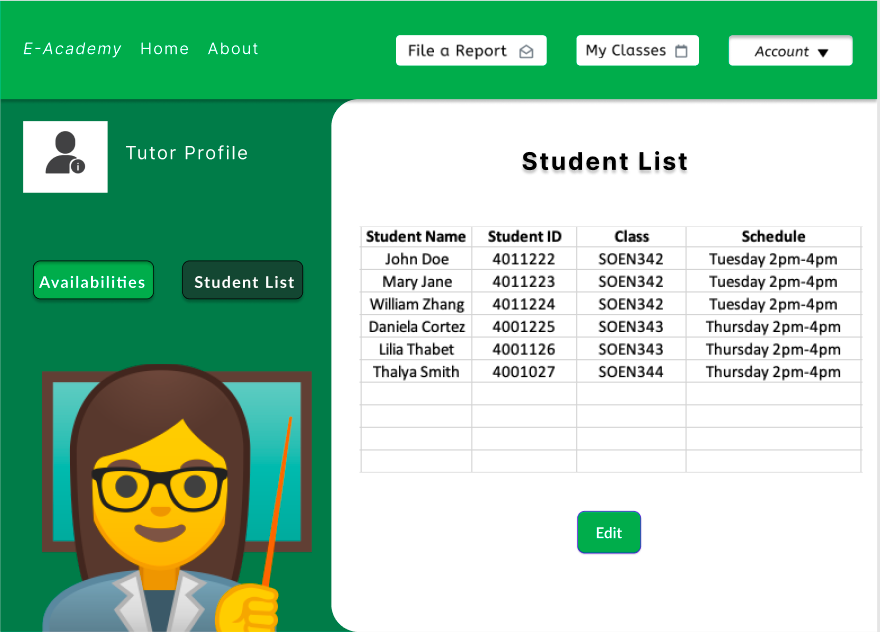 E-Academy Home About File a Report My Classes Account
Tutor Profile
Availabilities Student List
Student List
Student Name Student ID Class Schedule
John Doe 4011222 SOEN342 Tuesday 2pm-4pm
Mary Jane 4011223 SOEN342 Tuesday 2pm-4pm
William Zhang 4011224 SOEN342 Tuesday 2pm-4pm
Daniela Cortez 4001225 SOEN343 Thursday 2pm-4pm
Lilia Thabet 4001126 SOEN343 Thursday 2pm-4pm
Thalya Smith 4001027 SOEN344 Thursday 2pm-4pm
Edit